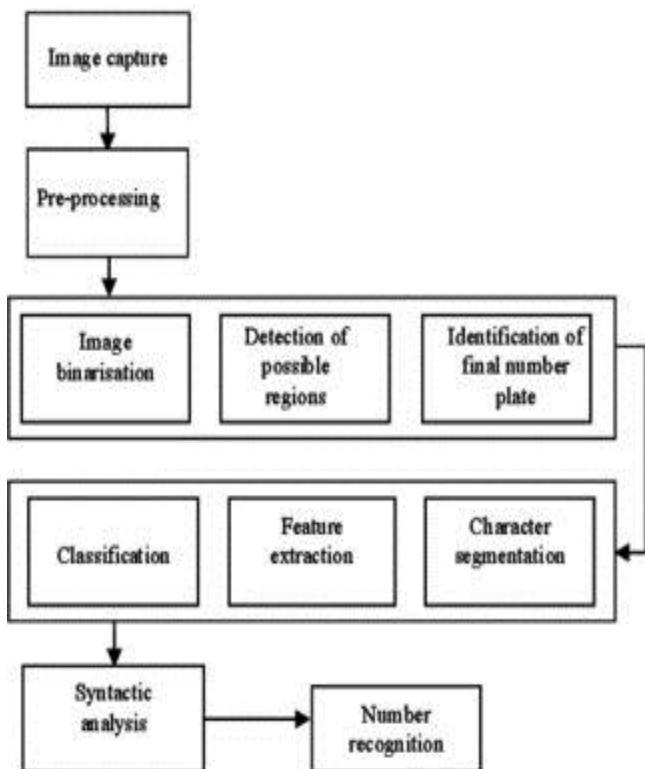 Image capture
Pre-processing
Image
binarisation
Detection of
possible
regions
Identification of
final number
plate
Classification
Feature
extraction
Character
segmentation
Syntactic
analysis
Number
recognition